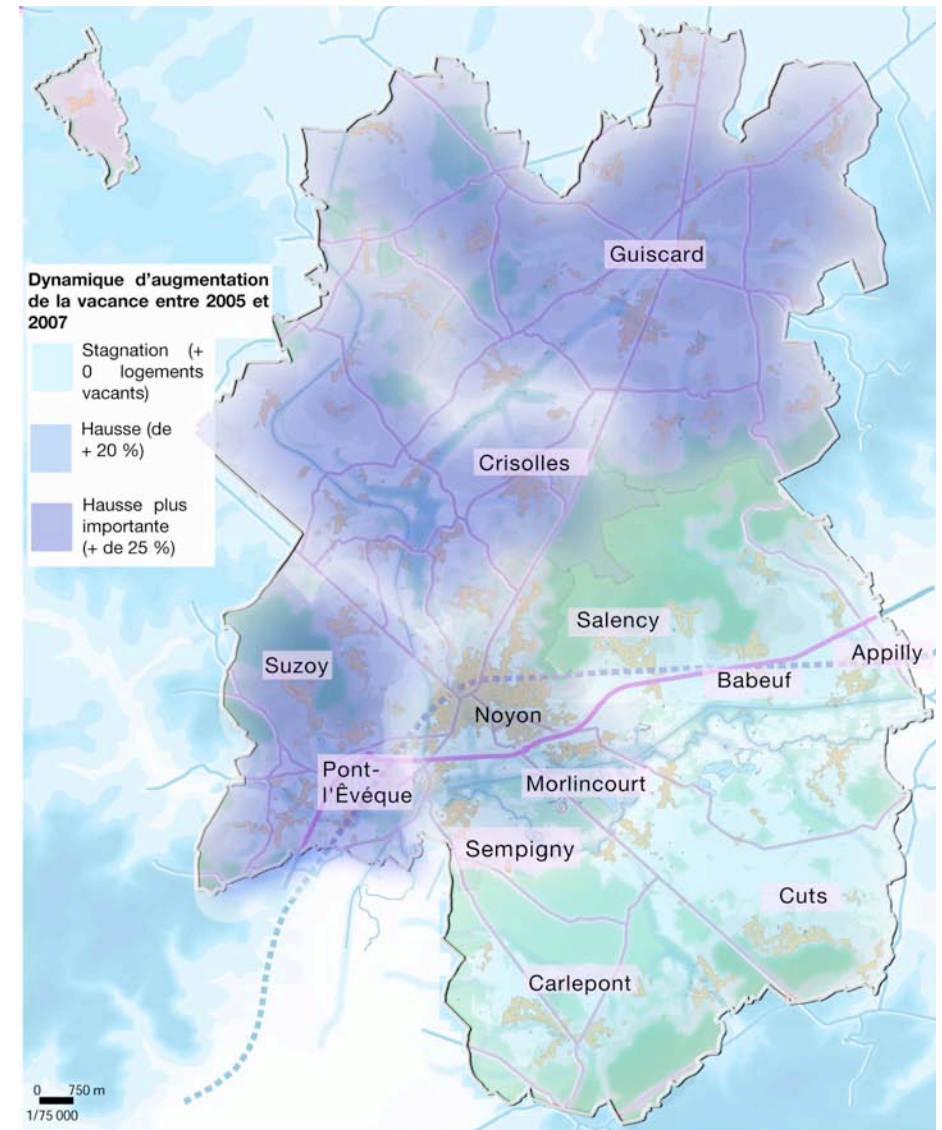 Dynamique d'augmentation
de la vacance entre 2005 et
2007
Stagnation (+
0 logements
vacants)
Hausse (de
+ 20 %)
Hausse plus
importante
(+ de 25 %)
Guiscard
Crisolles
Salency
Suzoy
Appilly
Babeuf
Noyon
Pont-
l'Êvéque
Morlincourt
Sempigny
Cuts
Carlepont
0 750 m
1/75 000